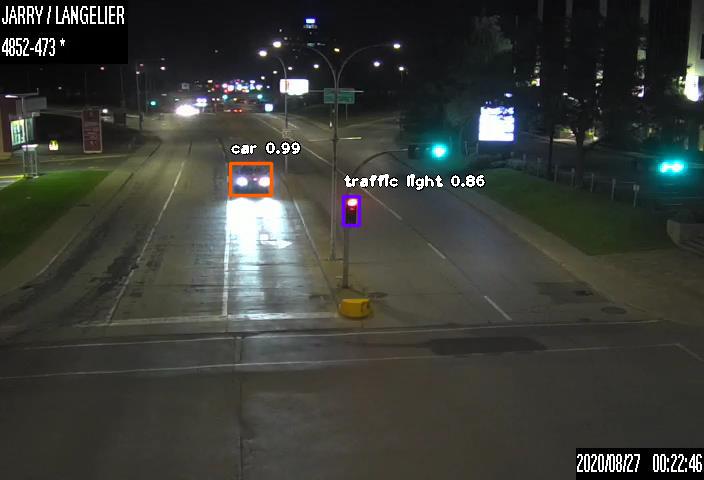 JARRY / LANGELIER
4852-473 *
car 0.99
traffic light 0.86
2020/08/27 00:22:46